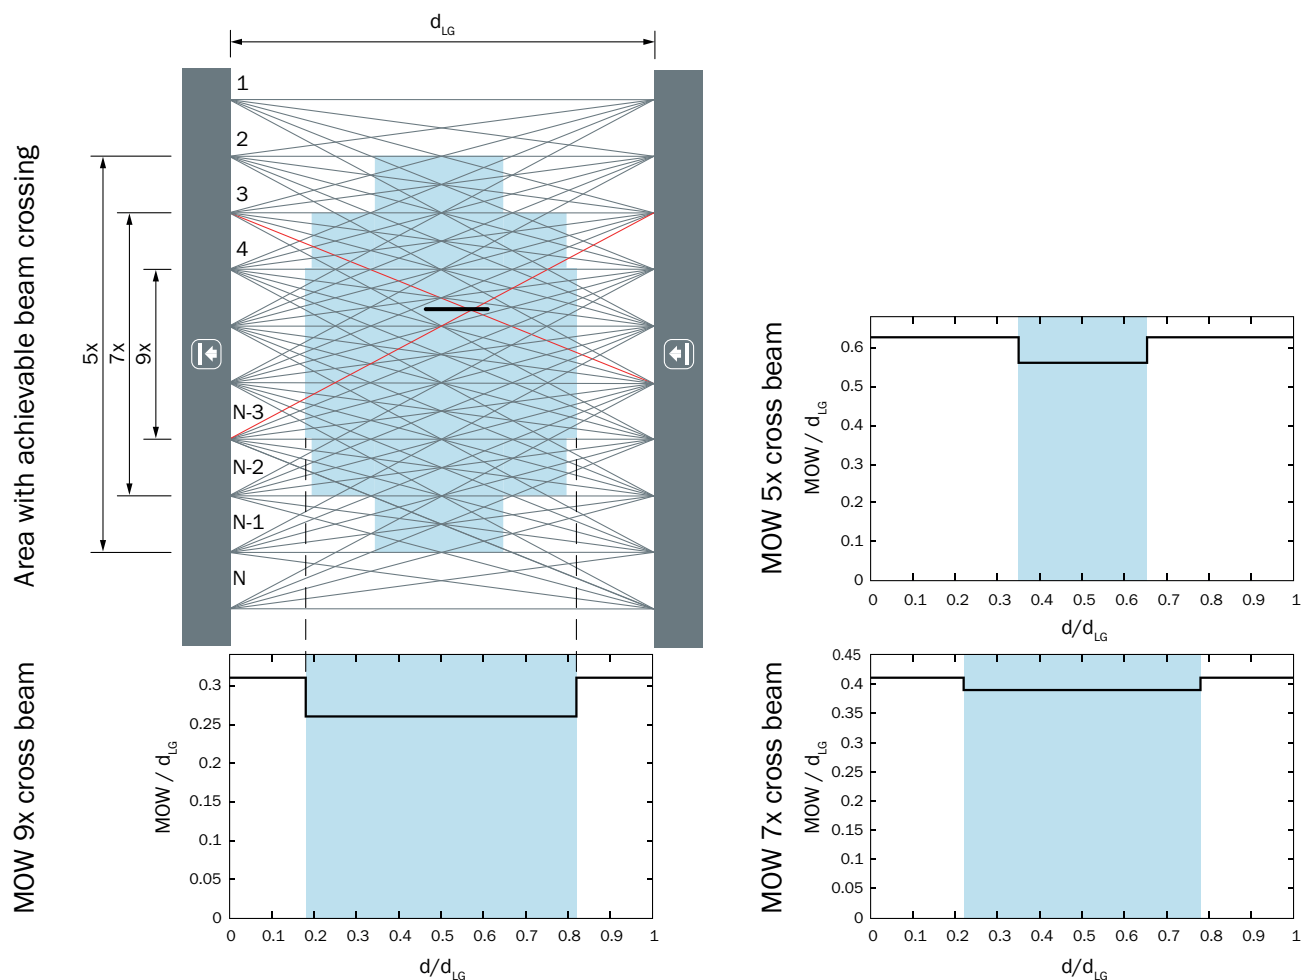 d_LG
Area with achievable beam crossing
5x
7x
9x
1
2
3
4
N-3
N-2
N-1
N
MOW 5x cross beam
MOW / d_LG
0.6
0.5
0.4
0.3
0.2
0.1
0
0 0.1 0.2 0.3 0.4 0.5 0.6 0.7 0.8 0.9 1
d/d_LG
MOW 9x cross beam
MOW / d_LG
0.3
0.25
0.2
0.15
0.1
0.05
0
0 0.1 0.2 0.3 0.4 0.5 0.6 0.7 0.8 0.9 1
d/d_LG
MOW 7x cross beam
MOW / d_LG
0.45
0.4
0.35
0.3
0.25
0.2
0.15
0.1
0.05
0
0 0.1 0.2 0.3 0.4 0.5 0.6 0.7 0.8 0.9 1
d/d_LG